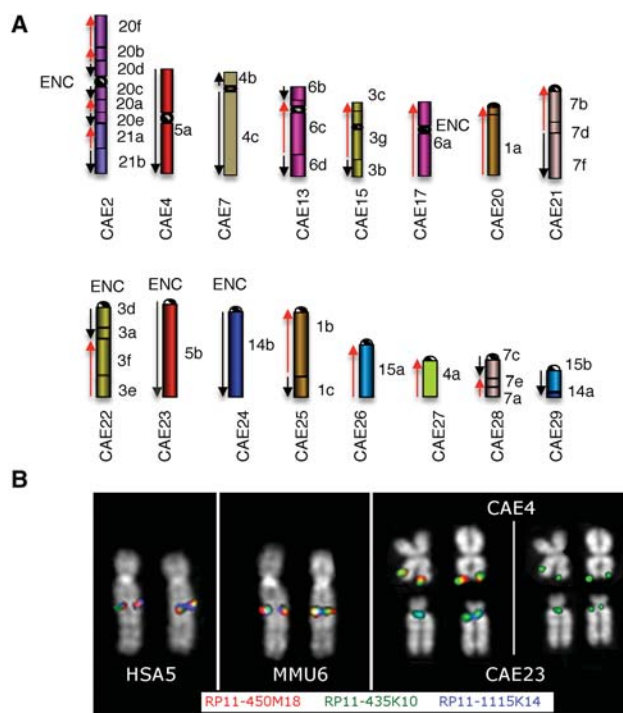 A
20f
20b
20d
ENC
20c
20a
20e
21a
21b
CAE2
5a
CAE4
4b
4c
CAE7
6b
6c
6d
CAE13
3c
3g
3b
CAE15
ENC
6a
CAE17
1a
CAE20
7b
7d
7f
CAE21
ENC
3d
3a
3f
3e
CAE22
ENC
5b
CAE23
ENC
14b
CAE24
1b
1c
CAE25
15a
CAE26
4a
CAE27
7c
7e
7a
CAE28
15b
14a
CAE29
B
HSA5
MMU6
CAE4
CAE23
RP11-450M18 RP11-435K10 RP11-1115K14